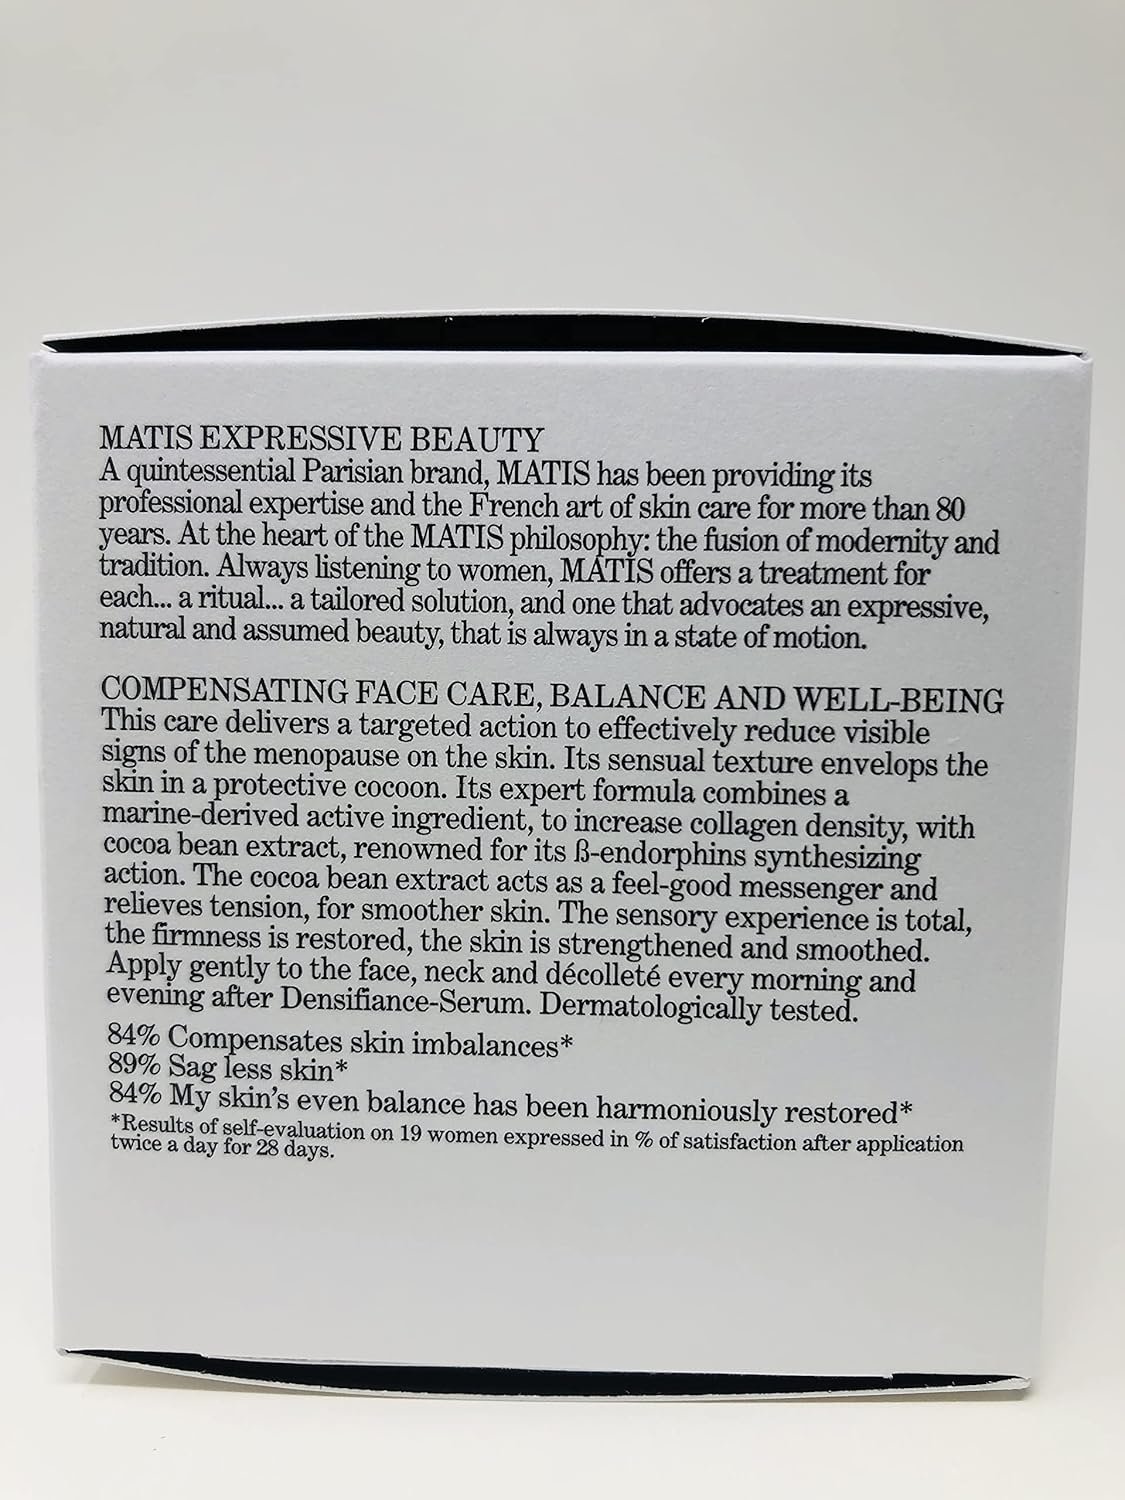 MATIS EXPRESSIVE BEAUTY
A quintessential Parisian brand, MATIS has been providing its
professional expertise and the French art of skin care for more than 80
years. At the heart of the MATIS philosophy: the fusion of modernity and
tradition. Always listening to women, MATIS offers a treatment for
each... a ritual... a tailored solution, and one that advocates an expressive,
natural and assumed beauty, that is always in a state of motion.
COMPENSATING FACE CARE, BALANCE AND WELL-BEING
This care delivers a targeted action to effectively reduce visible
signs of the menopause on the skin. Its sensual texture envelops the
skin in a protective cocoon. Its expert formula combines a
marine-derived active ingredient, to increase collagen density, with
cocoa bean extract, renowned for its ß-endorphins synthesizing
action. The cocoa bean extract acts as a feel-good messenger and
relieves tension, for smoother skin. The sensory experience is total,
the firmness is restored, the skin is strengthened and smoothed.
Apply gently to the face, neck and décolleté every morning and
evening after Densifiance-Serum. Dermatologically tested.
84% Compensates skin imbalances*
89% Sag less skin*
84% My skin's even balance has been harmoniously restored*
*Results of self-evaluation on 19 women expressed in % of satisfaction after application
twice a day for 28 days.